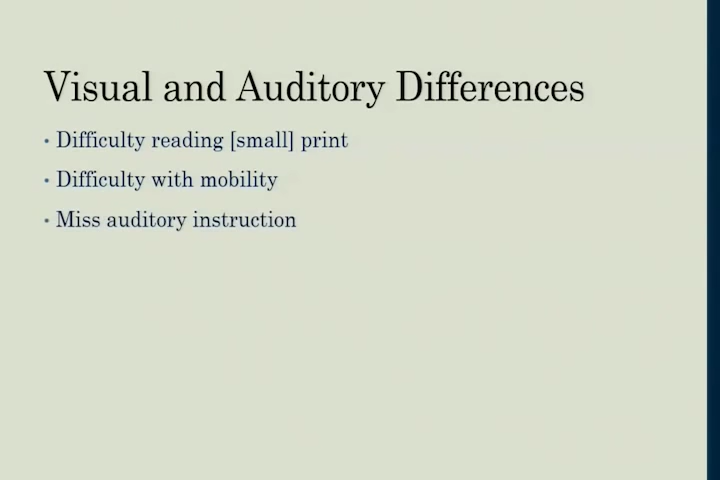 Visual and Auditory Differences
• Difficulty reading [small] print
• Difficulty with mobility
• Miss auditory instruction